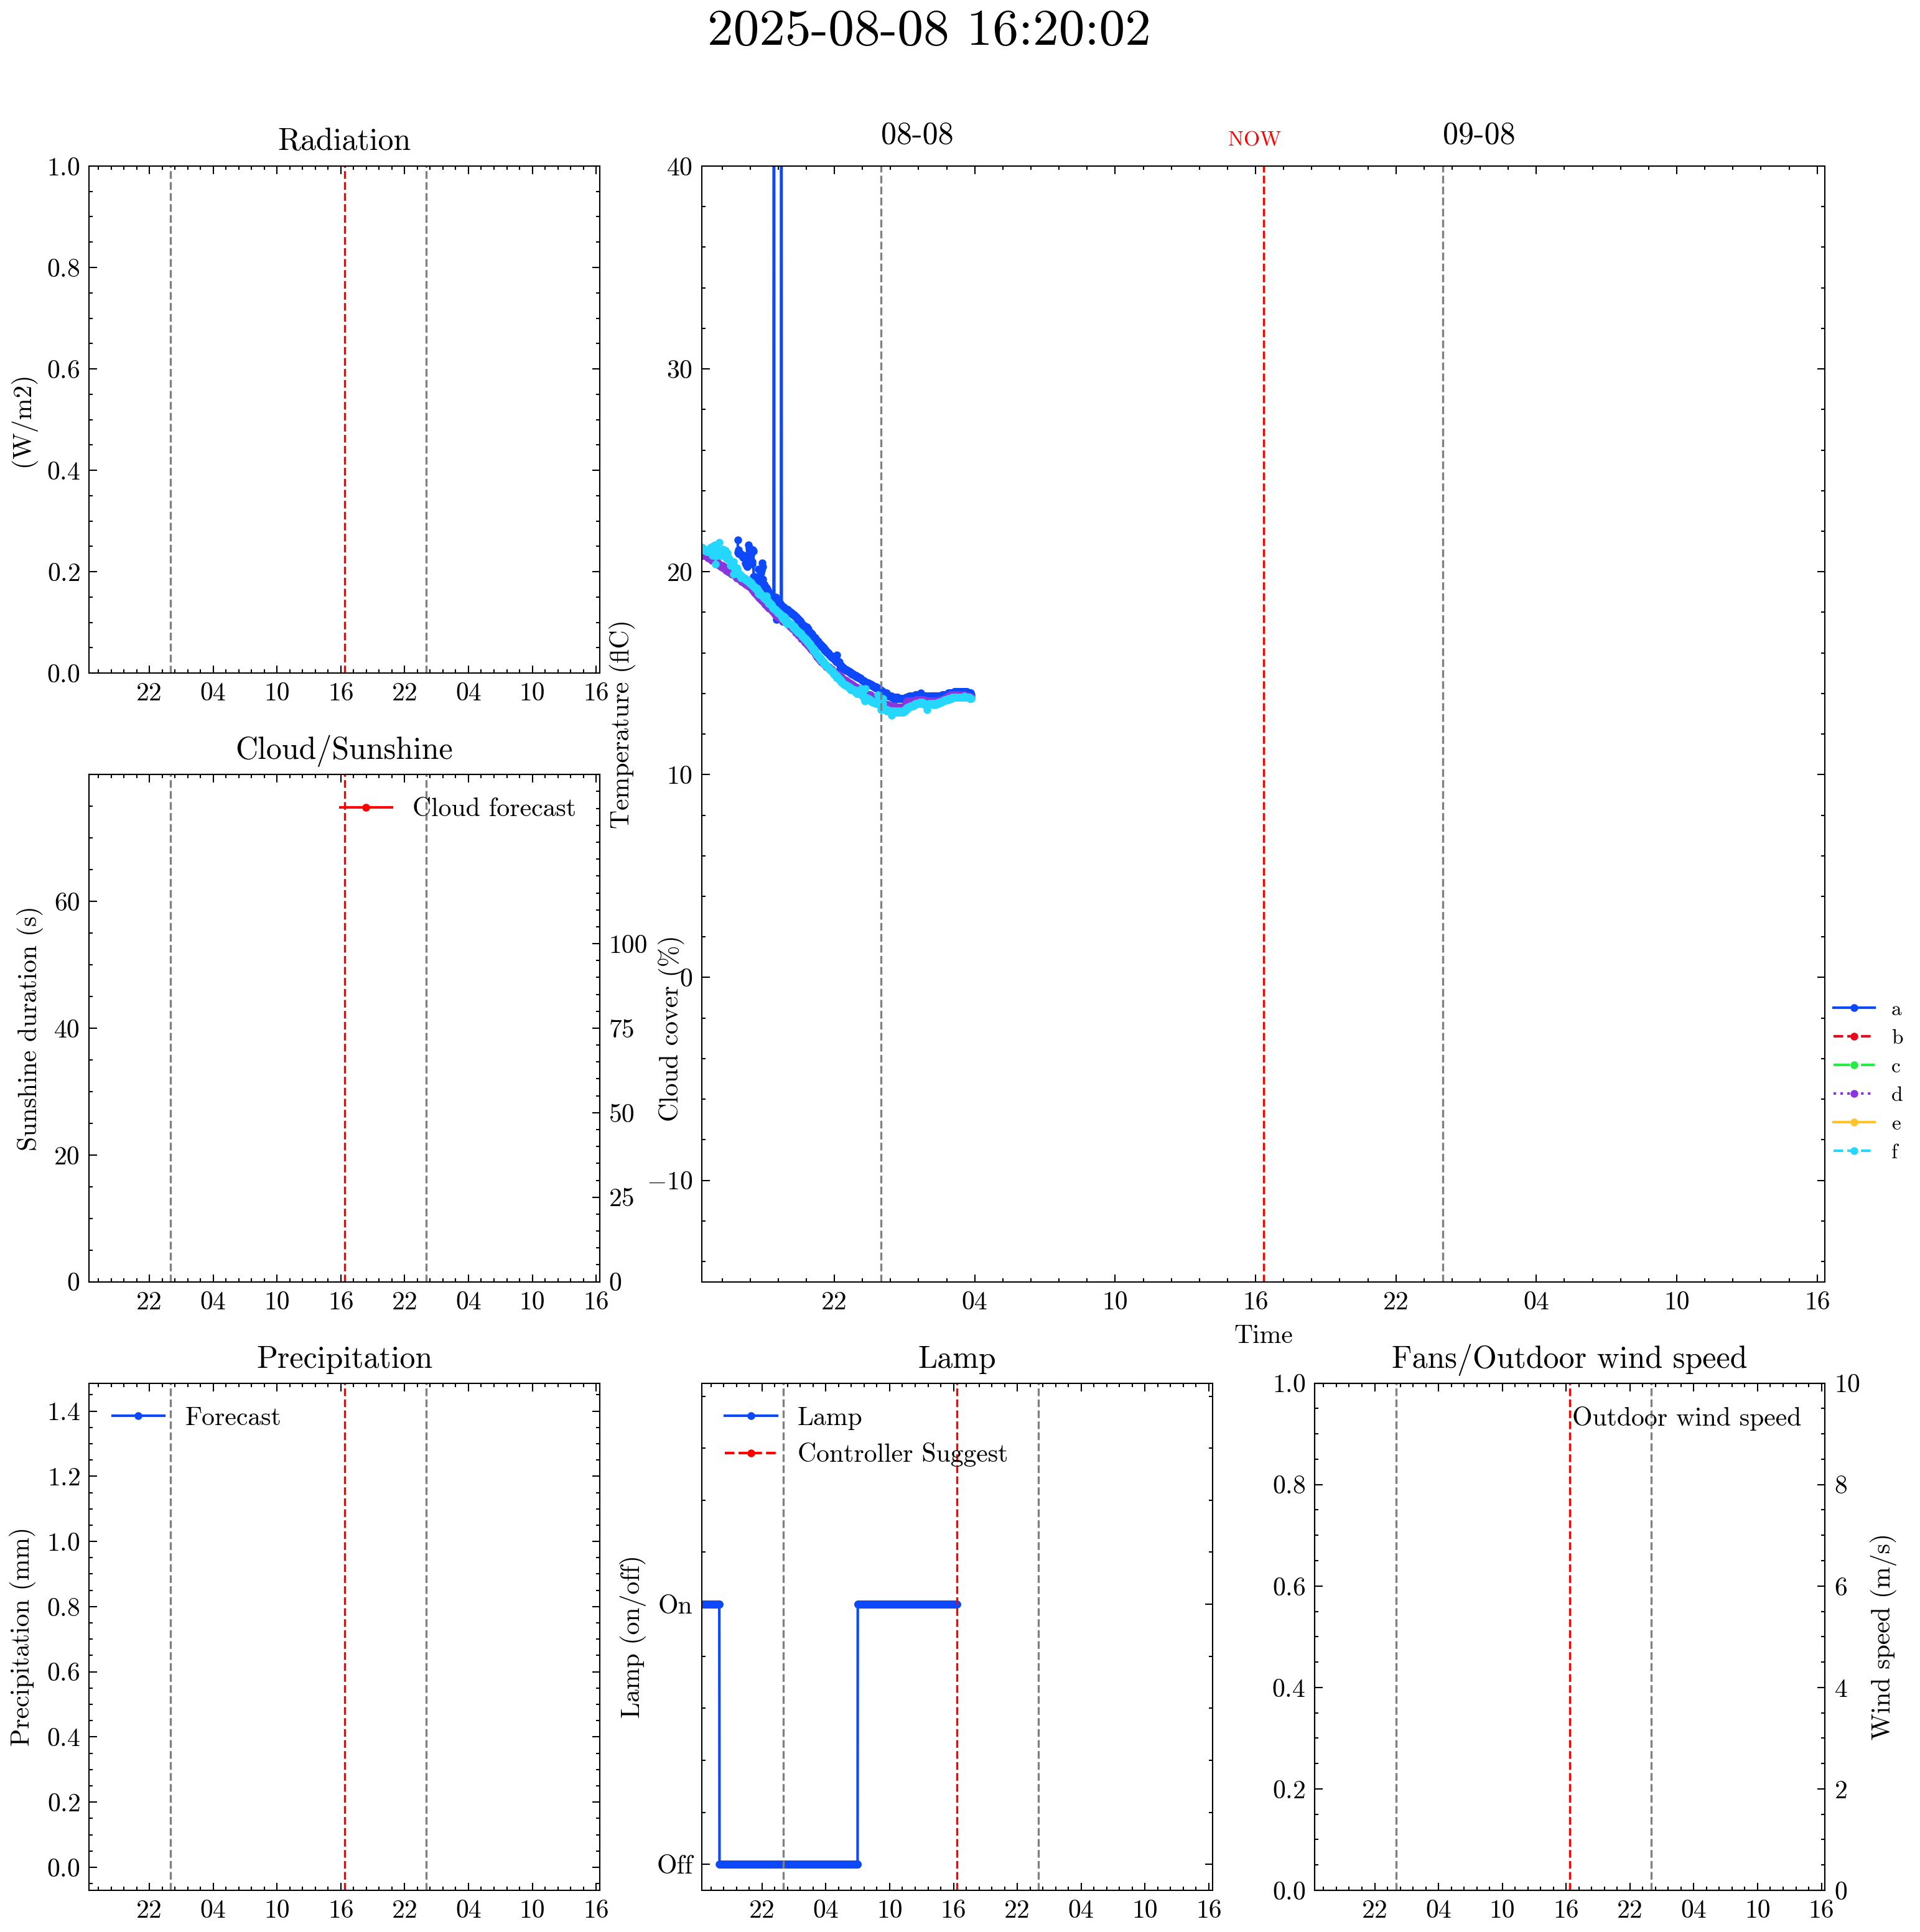 2025-08-08 16:20:02
Radiation
(W/m2)
1.0
0.8
0.6
0.4
0.2
0.0
22 04 10 16 22 04 10 16
08-08 NOW 09-08
Temperature (flC)
40
30
20
10
0
−10
22 04 10 16 22 04 10 16
Time
a
b
c
d
e
f
Cloud/Sunshine
Cloud forecast
Sunshine duration (s)
60
40
20
0
Cloud cover (%)
100
75
50
25
0
22 04 10 16 22 04 10 16
Precipitation
Forecast
Precipitation (mm)
1.4
1.2
1.0
0.8
0.6
0.4
0.2
0.0
22 04 10 16 22 04 10 16
Lamp
Lamp
Controller Suggest
Lamp (on/off)
On
Off
22 04 10 16 22 04 10 16
Fans/Outdoor wind speed
Outdoor wind speed
1.0
0.8
0.6
0.4
0.2
0.0
10
8
6
4
2
0
Wind speed (m/s)
22 04 10 16 22 04 10 16